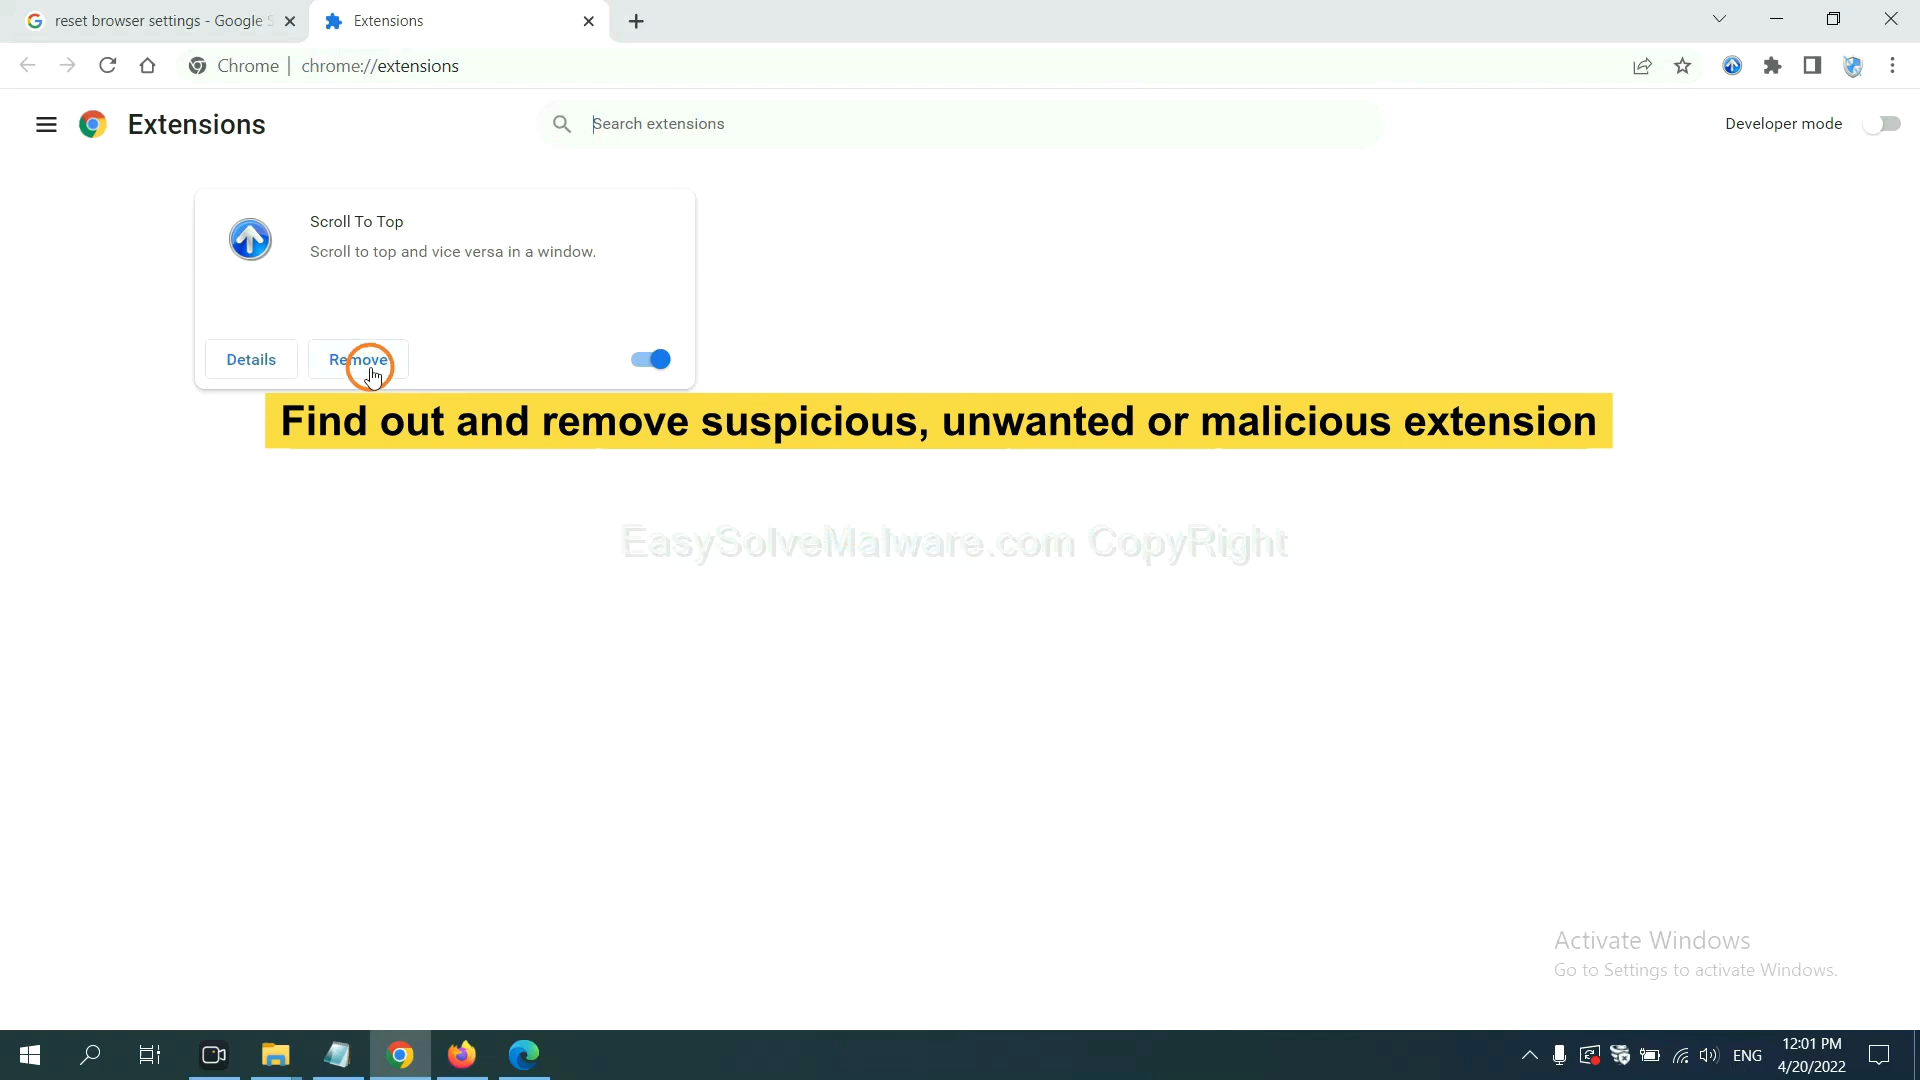 reset browser settings - Google S
Extensions
Chrome | chrome://extensions
Extensions
Search extensions
Developer mode
Scroll To Top
Scroll to top and vice versa in a window.
Details
Remove
Find out and remove suspicious, unwanted or malicious extension
EasySolveMalware.com CopyRight
Activate Windows
Go to Settings to activate Windows.
ENG
12:01 PM
4/20/2022